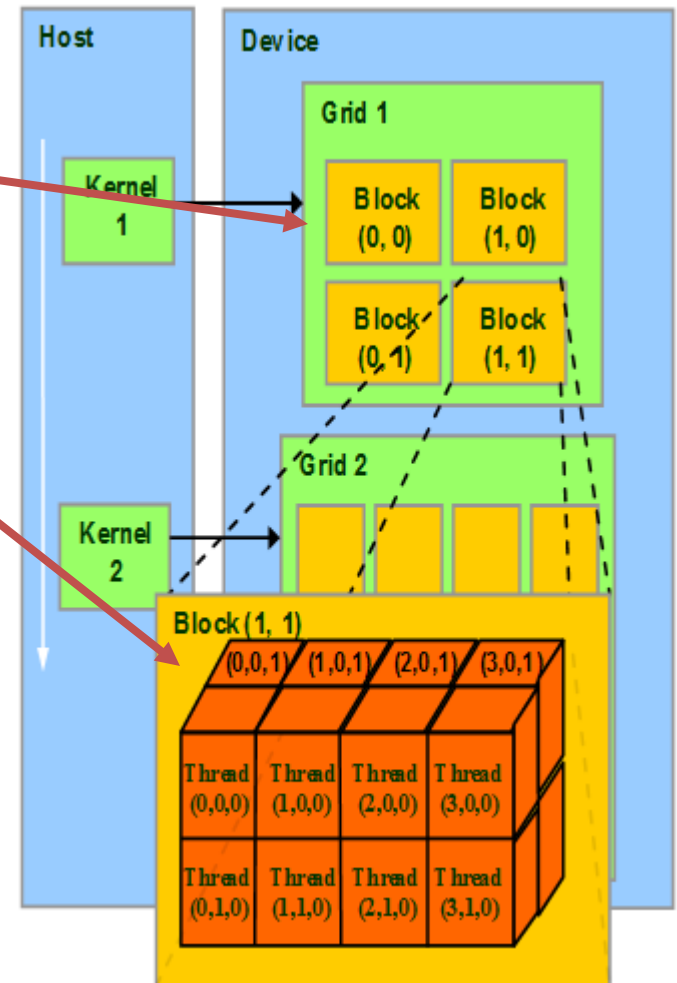 Host
Device
Grid 1
Kernel
1
Block
(0, 0)
Block
(1, 0)
Block
(0, 1)
Block
(1, 1)
Grid 2
Kernel
2
Block (1, 1)
(0,0,1) (1,0,1) (2,0,1) (3,0,1)
Thread
(0,0,0)
Thread
(1,0,0)
Thread
(2,0,0)
Thread
(3,0,0)
Thread
(0,1,0)
Thread
(1,1,0)
Thread
(2,1,0)
Thread
(3,1,0)